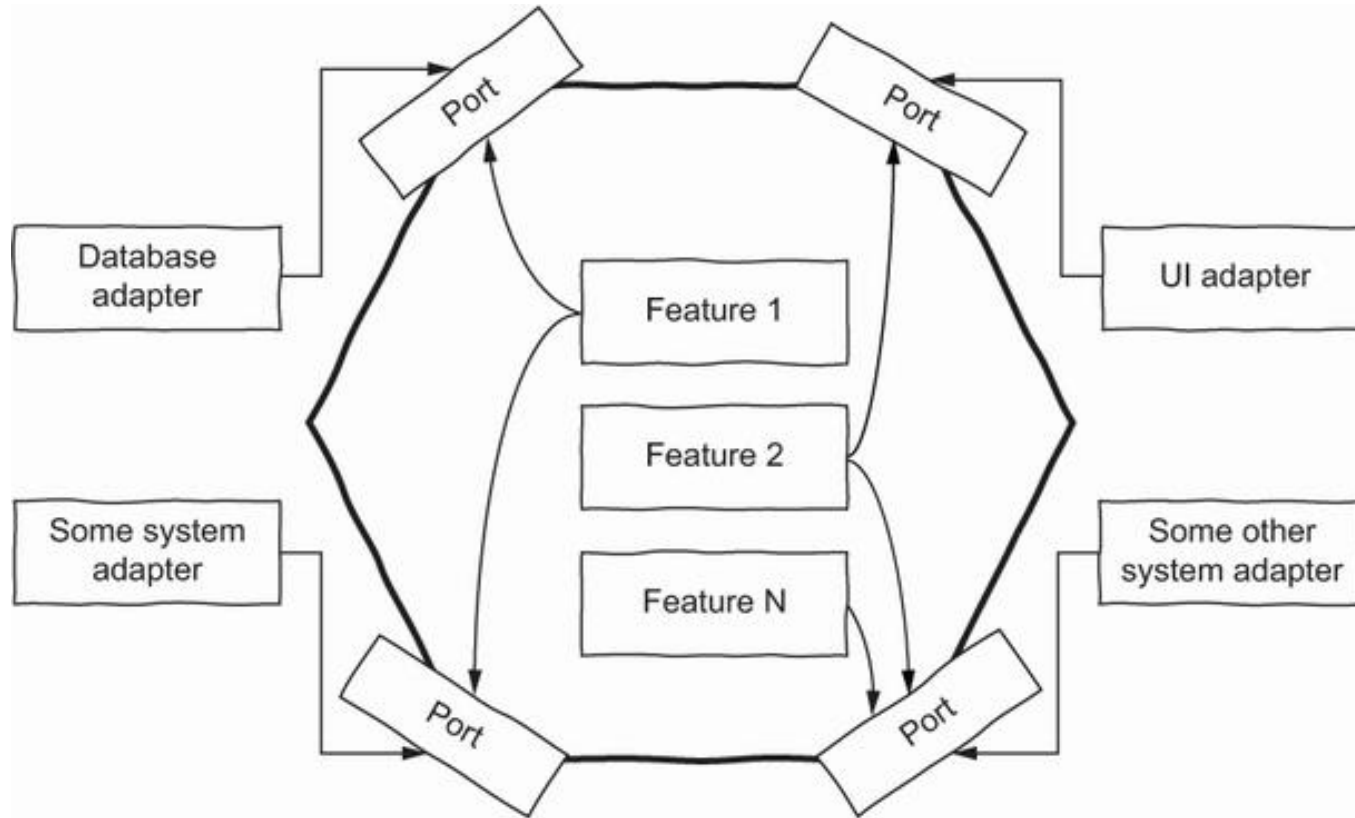 Port
Port
Database
adapter
UI adapter
Feature 1
Feature 2
Some system
adapter
Some other
system adapter
Feature N
Port
Port